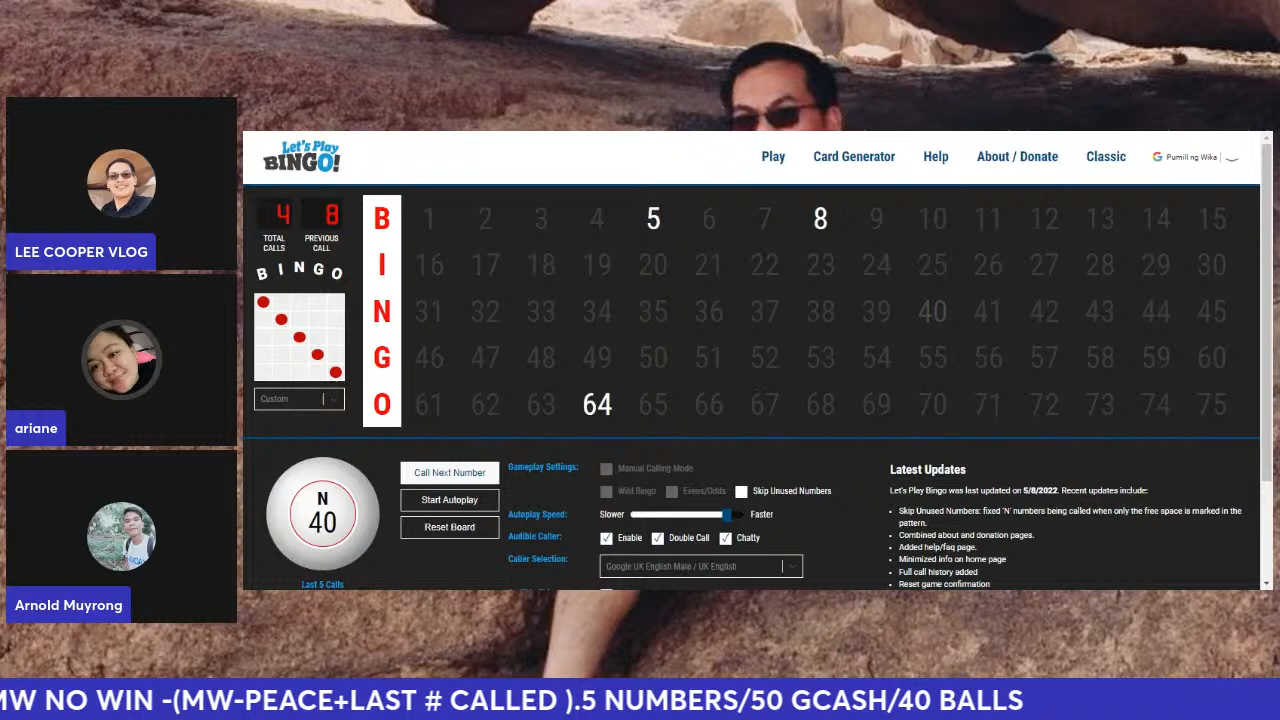 LEE COOPER VLOG
ariane
Arnold Muyrong
Let's Play
BINGO!
Play
Card Generator
Help
About / Donate
Classic
G Pumili ng Wika
4 8
TOTAL CALLS
PREVIOUS CALL
B I N G O
Custom
B 1 2 3 4 5 6 7 8 9 10 11 12 13 14 15
I 16 17 18 19 20 21 22 23 24 25 26 27 28 29 30
N 31 32 33 34 35 36 37 38 39 40 41 42 43 44 45
G 46 47 48 49 50 51 52 53 54 55 56 57 58 59 60
O 61 62 63 64 65 66 67 68 69 70 71 72 73 74 75
N
40
Last 5 Calls
Call Next Number
Start Autoplay
Reset Board
Gameplay Settings:
Manual Calling Mode
Wild Bingo
Evens/Odds
Skip Unused Numbers
Autoplay Speed:
Slower
Faster
Audible Caller:
Enable
Double Call
Chatty
Caller Selection:
Google UK English Male / UK English
Latest Updates
Let's Play Bingo was last updated on 5/8/2022. Recent updates include:
Skip Unused Numbers: fixed 'N' numbers being called when only the free space is marked in the
pattern.
Combined about and donation pages.
Added help/faq page.
Minimized info on home page
Full call history added
Reset game confirmation
MW NO WIN -(MW-PEACE+LAST # CALLED ).5 NUMBERS/50 GCASH/40 BALLS